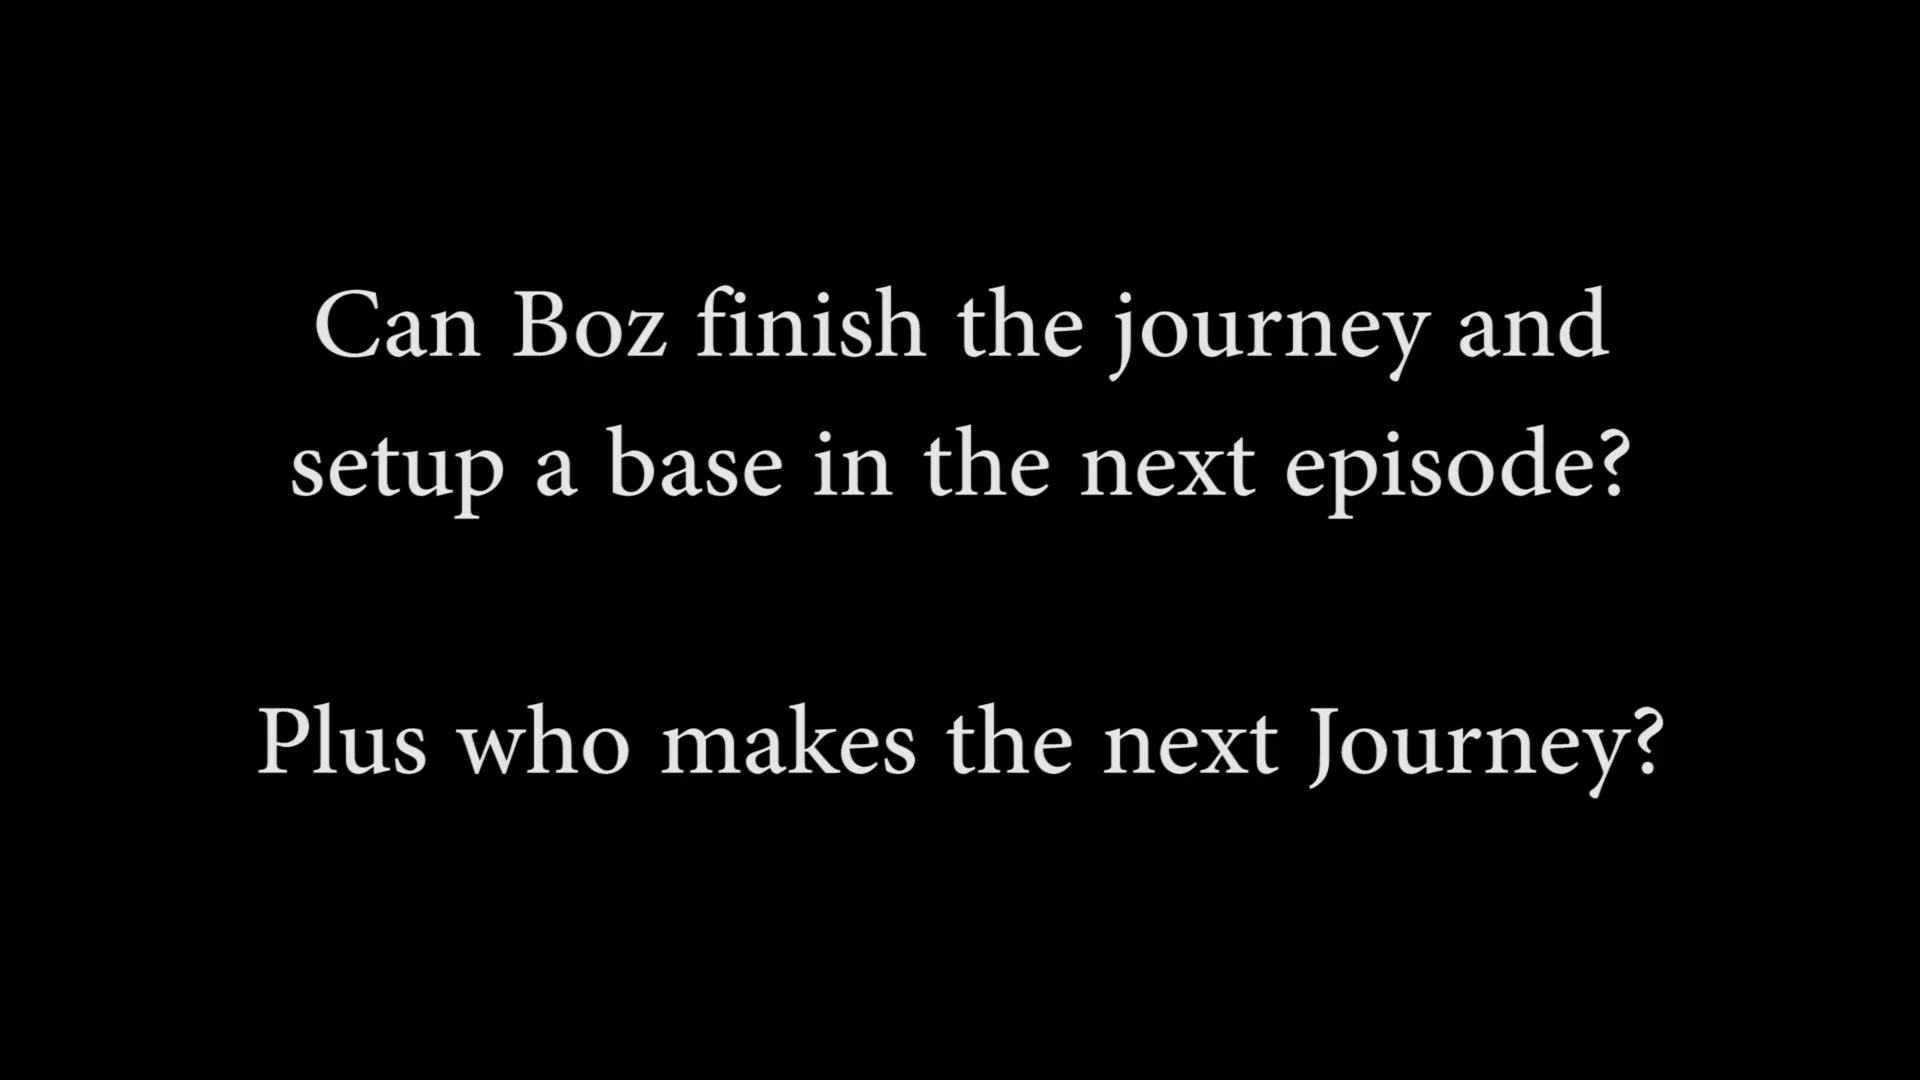 Can Boz finish the journey and
setup a base in the next episode?
Plus who makes the next Journey?